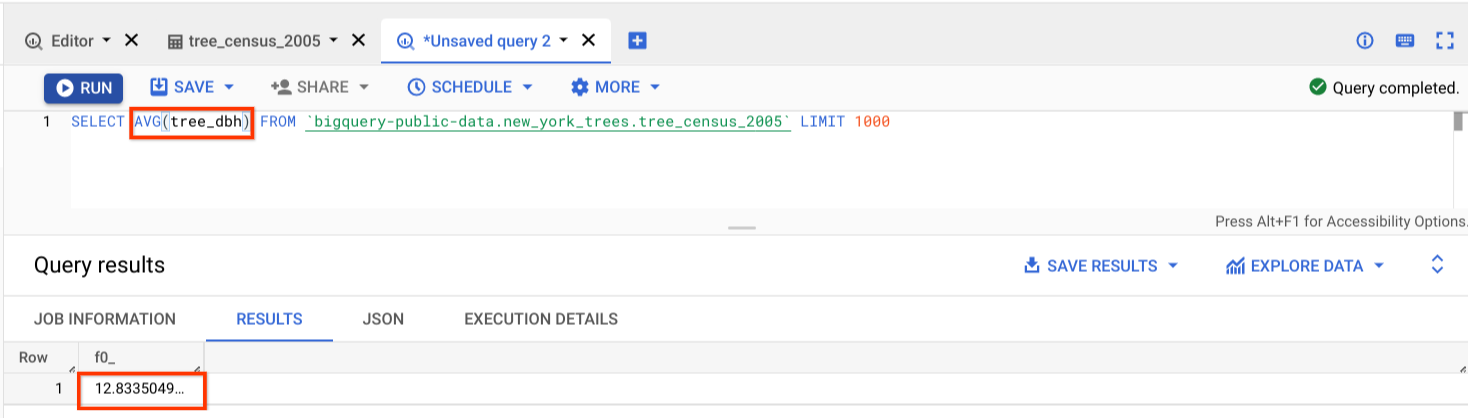 Editor tree_census_2005 *Unsaved query 2
RUN SAVE SHARE SCHEDULE MORE Query completed.
1 SELECT AVG(tree_dbh) FROM `bigquery-public-data.new_york_trees.tree_census_2005` LIMIT 1000
Press Alt+F1 for Accessibility Options.
Query results SAVE RESULTS EXPLORE DATA
JOB INFORMATION RESULTS JSON EXECUTION DETAILS
Row f0_
1 12.8335049...